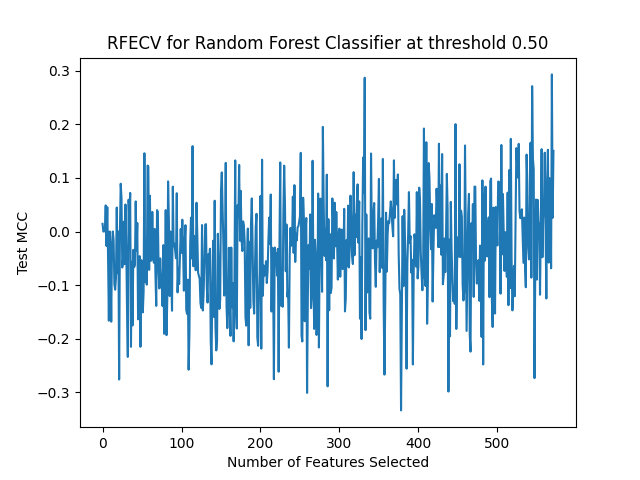 RFECV for Random Forest Classifier at threshold 0.50
0.3
0.2
0.1
0.0
−0.1
−0.2
−0.3
Test MCC
0 100 200 300 400 500
Number of Features Selected